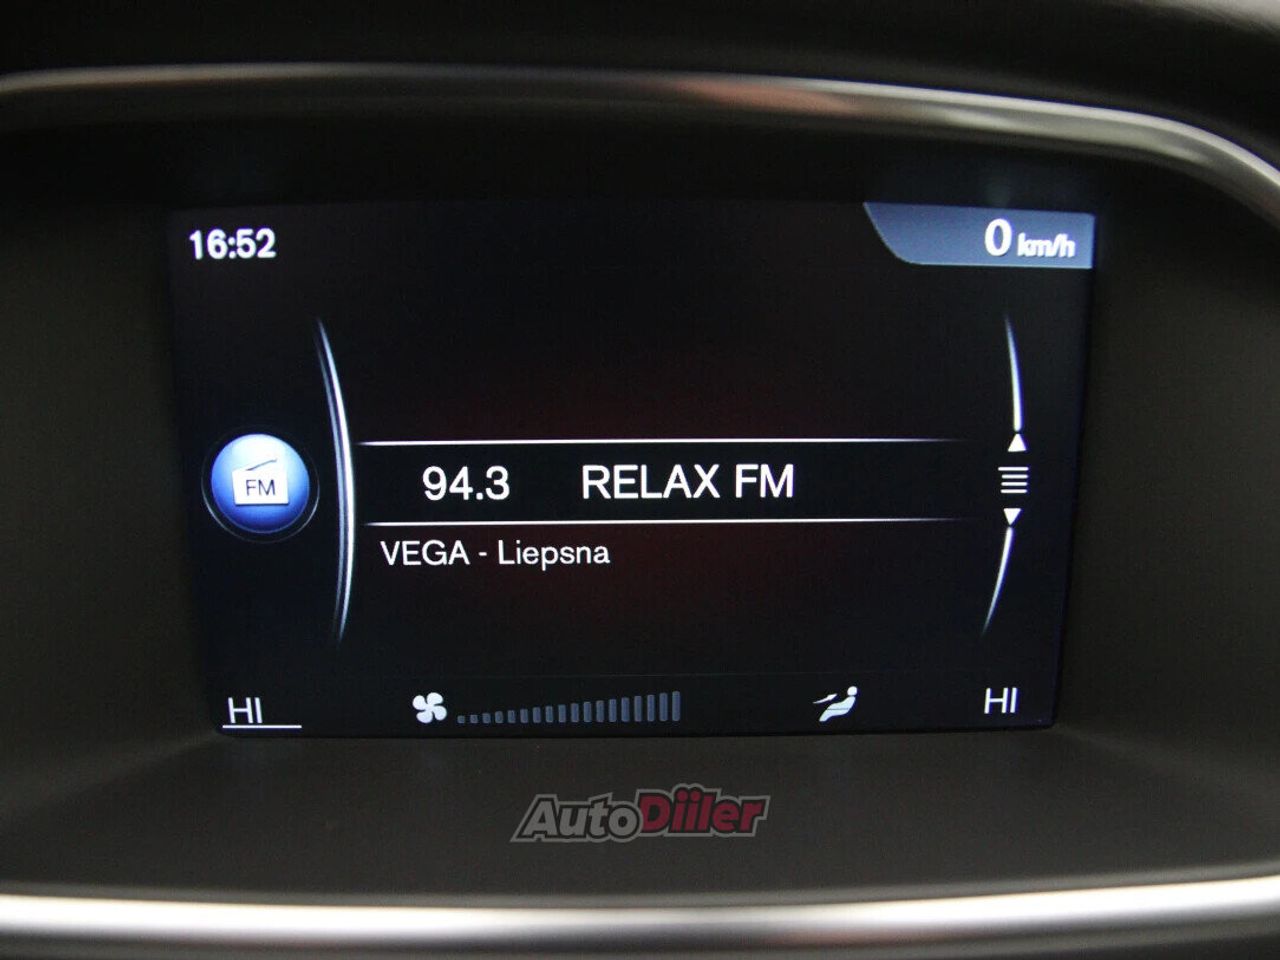 16:52
0 km/h
FM
94.3 RELAX FM
VEGA - Liepsna
HI
HI
AutoDiiler